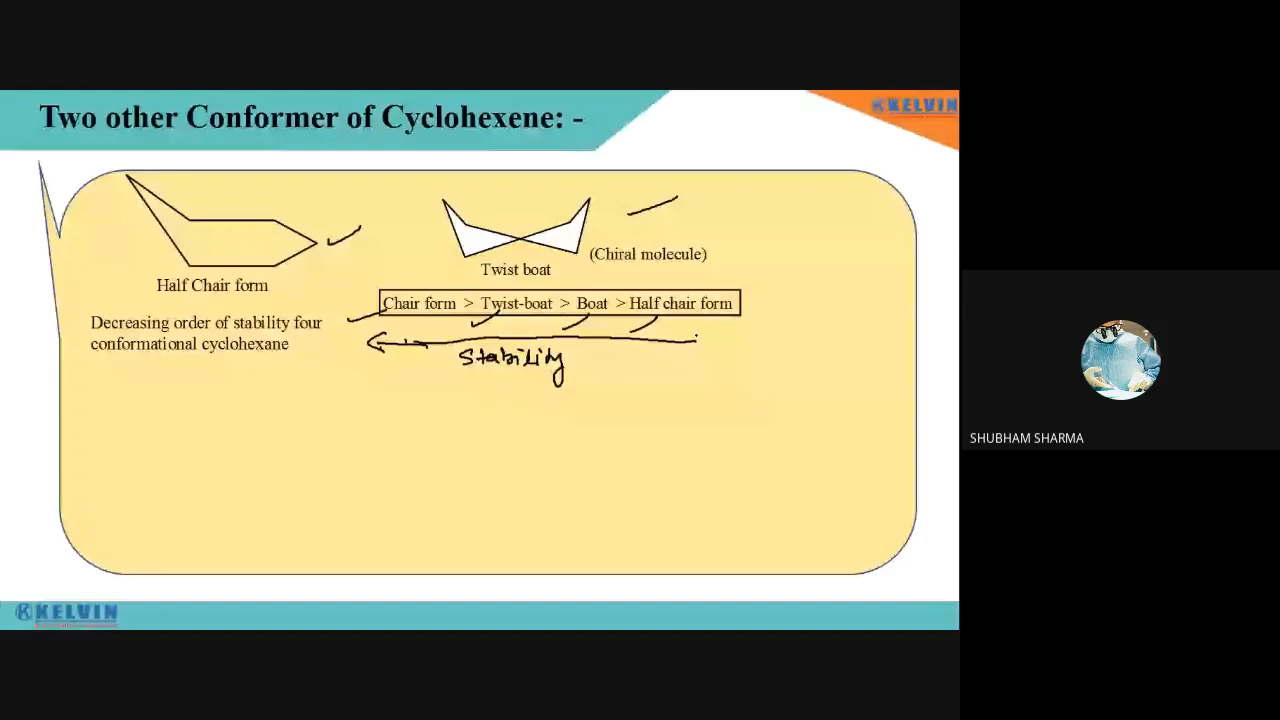 Two other Conformer of Cyclohexene: -
KELVIN
(Chiral molecule)
Twist boat
Half Chair form
Chair form > Twist-boat > Boat > Half chair form
Decreasing order of stability four
conformational cyclohexane
Stability
SHUBHAM SHARMA
KELVIN